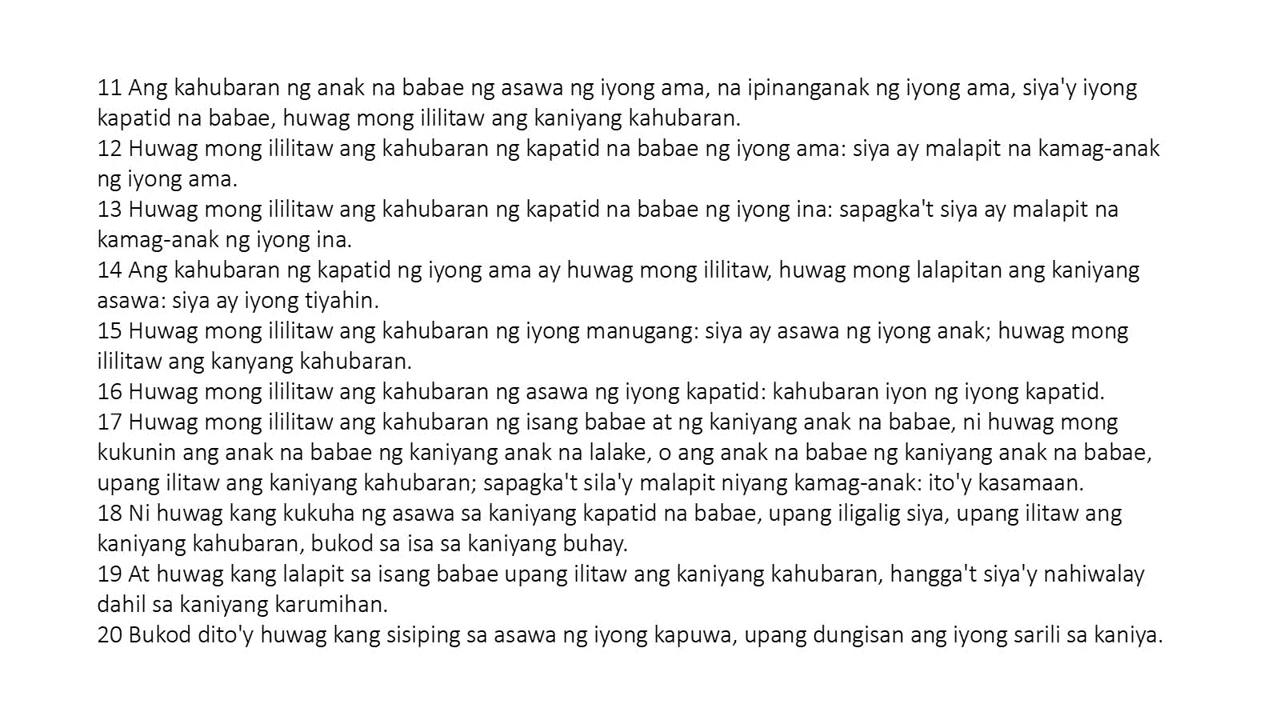 11 Ang kahubaran ng anak na babae ng asawa ng iyong ama, na ipinanganak ng iyong ama, siya'y iyong
kapatid na babae, huwag mong ililitaw ang kaniyang kahubaran.
12 Huwag mong ililitaw ang kahubaran ng kapatid na babae ng iyong ama: siya ay malapit na kamag-anak
ng iyong ama.
13 Huwag mong ililitaw ang kahubaran ng kapatid na babae ng iyong ina: sapagka't siya ay malapit na
kamag-anak ng iyong ina.
14 Ang kahubaran ng kapatid ng iyong ama ay huwag mong ililitaw, huwag mong lalapitan ang kaniyang
asawa: siya ay iyong tiyahin.
15 Huwag mong ililitaw ang kahubaran ng iyong manugang: siya ay asawa ng iyong anak; huwag mong
ililitaw ang kanyang kahubaran.
16 Huwag mong ililitaw ang kahubaran ng asawa ng iyong kapatid: kahubaran iyon ng iyong kapatid.
17 Huwag mong ililitaw ang kahubaran ng isang babae at ng kaniyang anak na babae, ni huwag mong
kukunin ang anak na babae ng kaniyang anak na lalake, o ang anak na babae ng kaniyang anak na babae,
upang ilitaw ang kaniyang kahubaran; sapagka't sila'y malapit niyang kamag-anak: ito'y kasamaan.
18 Ni huwag kang kukuha ng asawa sa kaniyang kapatid na babae, upang iligalig siya, upang ilitaw ang
kaniyang kahubaran, bukod sa isa sa kaniyang buhay.
19 At huwag kang lalapit sa isang babae upang ilitaw ang kaniyang kahubaran, hangga't siya'y nahiwalay
dahil sa kaniyang karumihan.
20 Bukod dito'y huwag kang sisiping sa asawa ng iyong kapuwa, upang dungisan ang iyong sarili sa kaniya.